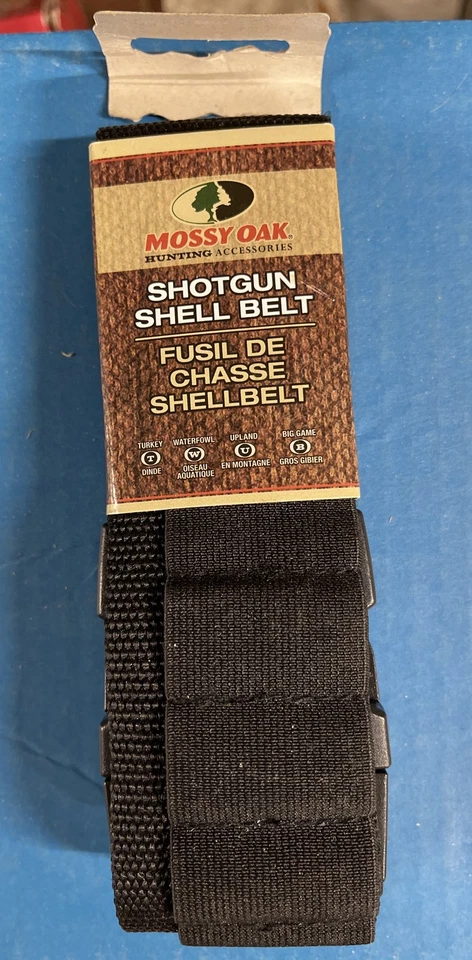 MOSSY OAK®
HUNTING ACCESSORIES
SHOTGUN
SHELL BELT
FUSIL DE
CHASSE
SHELLBELT
TURKEY WATERFOWL UPLAND BIG GAME
T W U B
DINDE OISEAU AQUATIQUE EN MONTAGNE GROS GIBIER